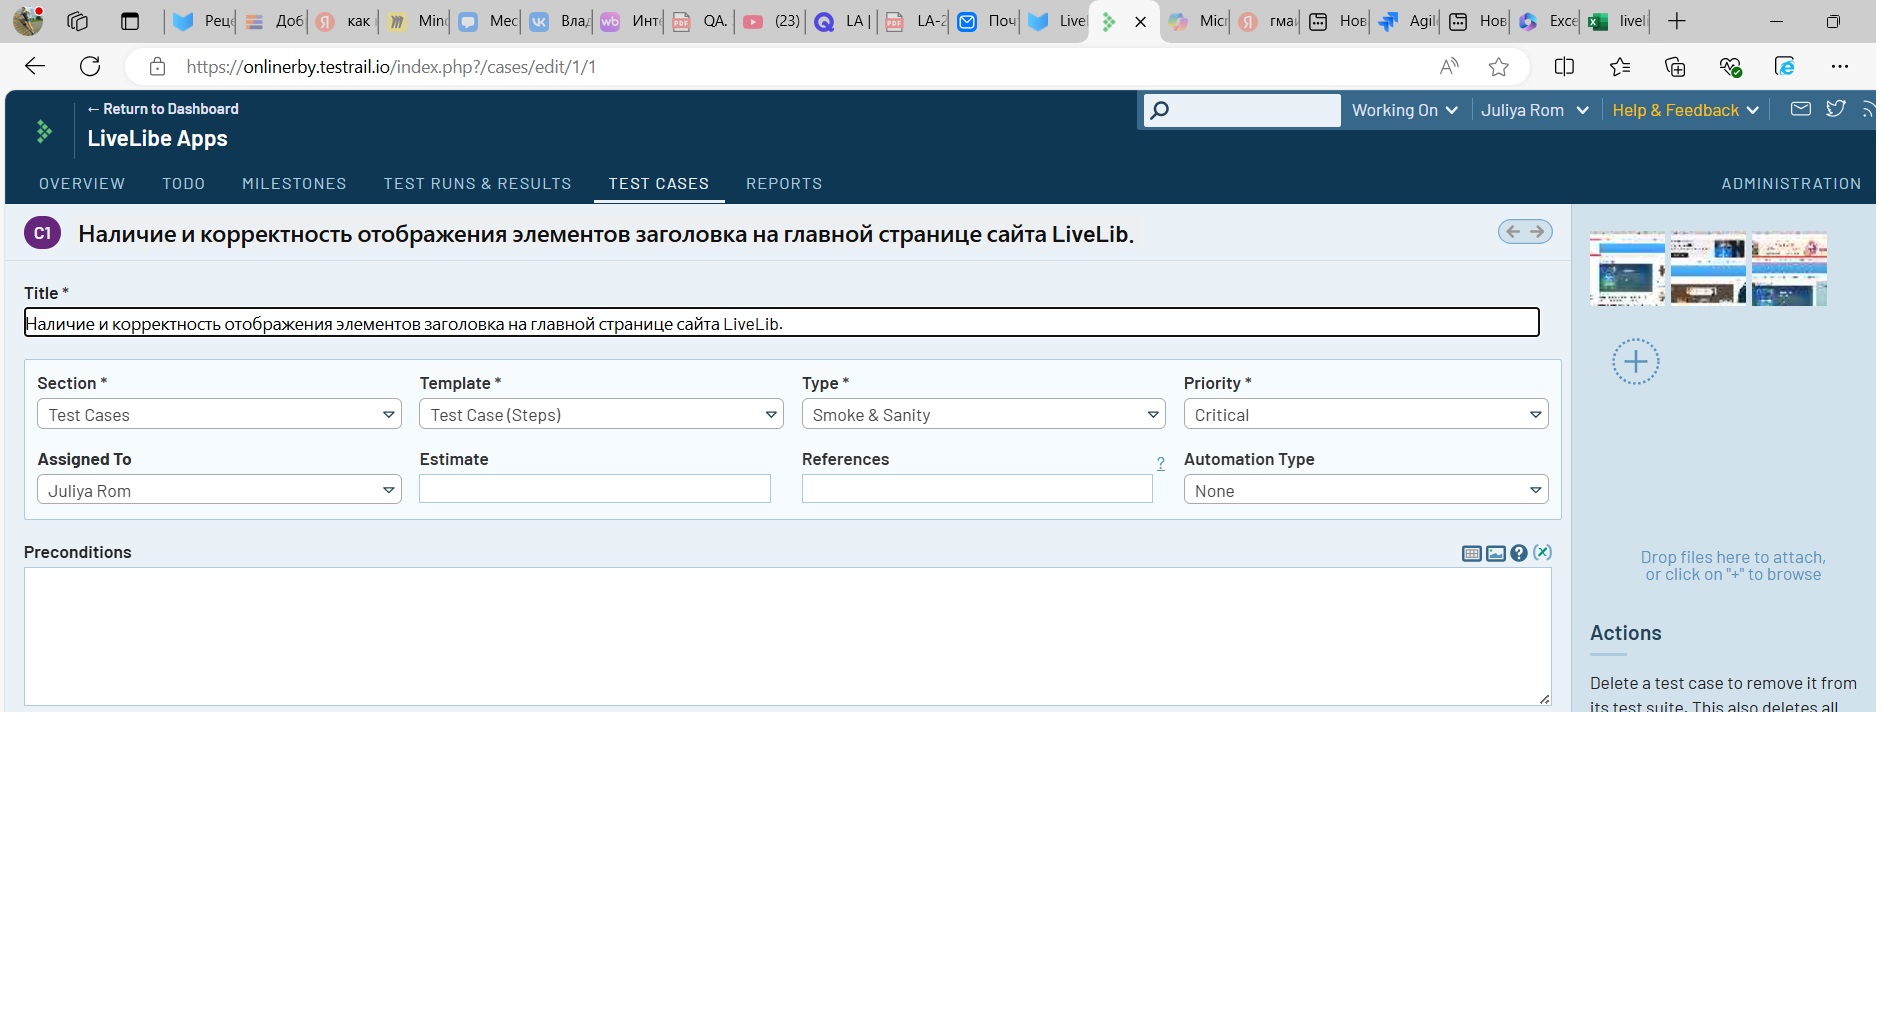 Реце
Доб
как
Minc
Мес
Вла
Инте
QA.
(23)
LA |
LA-2
Поч
Live
Micr
гма
Нов
Agil
Нов
Exce
liveli
https://onlinerby.testrail.io/index.php?/cases/edit/1/1
← Return to Dashboard
LiveLibe Apps
Working On
Juliya Rom
Help & Feedback
OVERVIEW
TODO
MILESTONES
TEST RUNS & RESULTS
TEST CASES
REPORTS
ADMINISTRATION
C1
Наличие и корректность отображения элементов заголовка на главной странице сайта LiveLib.
Title *
Наличие и корректность отображения элементов заголовка на главной странице сайта LiveLib.
Section *
Template *
Type *
Priority *
Test Cases
Test Case (Steps)
Smoke & Sanity
Critical
Assigned To
Estimate
References
?
Automation Type
Juliya Rom
None
Preconditions
Drop files here to attach,
or click on "+" to browse
Actions
Delete a test case to remove it from
its test suite. This also deletes all